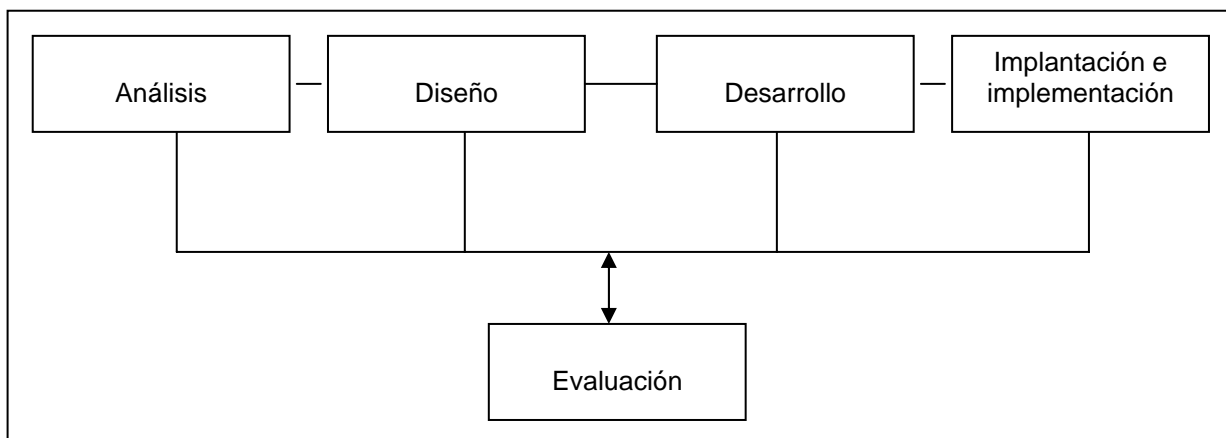 Análisis
Diseño
Desarrollo
Implantación e
implementación
Evaluación